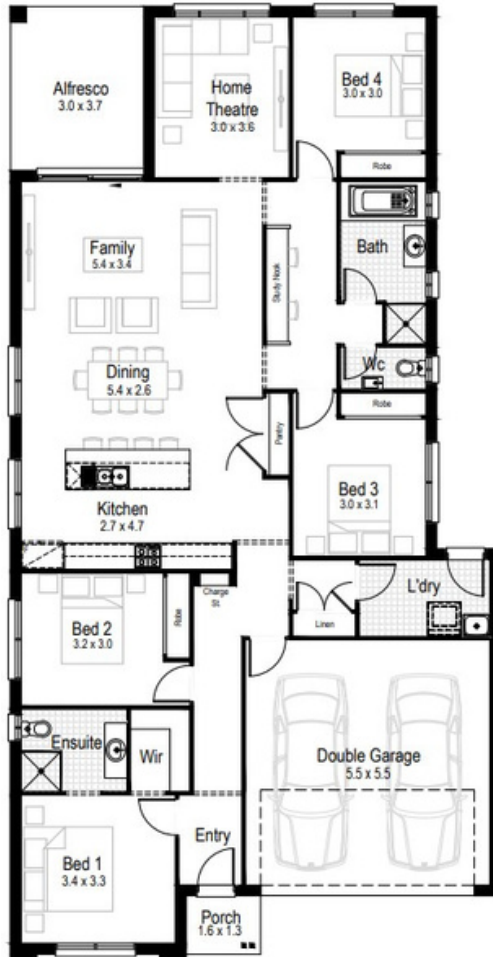 Alfresco
3.0 x 3.7
Home
Theatre
3.0 x 3.6
Bed 4
3.0 x 3.0
Robe
Family
5.4 x 3.4
Study Nook
Bath
Dining
5.4 x 2.6
Wc
Robe
Pantry
Kitchen
2.7 x 4.7
Bed 3
3.0 x 3.1
Bed 2
3.2 x 3.0
Robe
Charge
St
Linen
L'dry
Ensuite
Wir
Double Garage
5.5 x 5.5
Bed 1
3.4 x 3.3
Entry
Porch
1.6 x 1.3